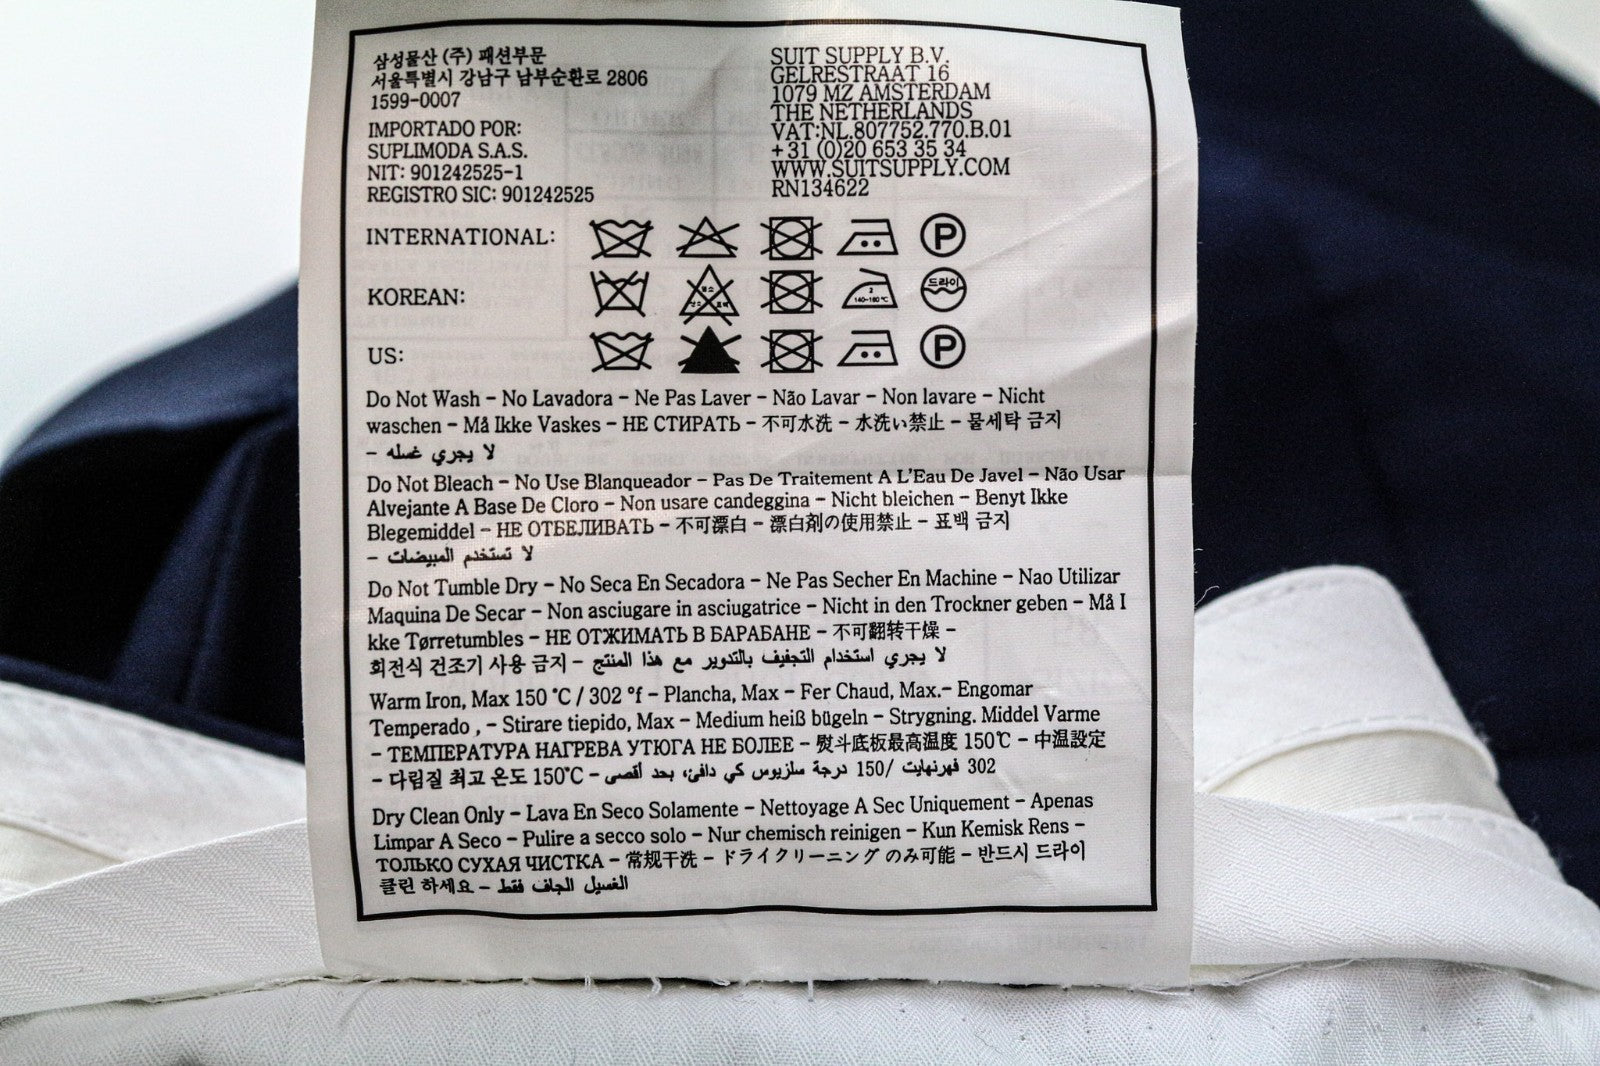 삼성물산 (주) 패션부문
서울특별시 강남구 남부순환로 2806
1599-0007
IMPORTADO POR:
SUPLIMODA S.A.S.
NIT: 901242525-1
REGISTRO SIC: 901242525
SUIT SUPPLY B.V.
GELRESTRAAT 16
1079 MZ AMSTERDAM
THE NETHERLANDS
VAT:NL.807752.770.B.01
+31 (0)20 653 35 34
WWW.SUITSUPPLY.COM
RN134622
INTERNATIONAL:
P
KOREAN:
2
140~160 °C
드라이
US:
P
Do Not Wash - No Lavadora - Ne Pas Laver - Não Lavar - Non lavare - Nicht
waschen - Må Ikke Vaskes - НЕ СТИРАТЬ - 不可水洗 - 水洗い禁止 - 물세탁 금지
- لا يجري غسله
Do Not Bleach - No Use Blanqueador - Pas De Traitement A L'Eau De Javel - Não Usar
Alvejante A Base De Cloro - Non usare candeggina - Nicht bleichen - Benyt Ikke
Blegemiddel - НЕ ОТБЕЛИВАТЬ - 不可漂白 - 漂白剤の使用禁止 - 표백 금지
- لا تستخدم المبيضات
Do Not Tumble Dry - No Seca En Secadora - Ne Pas Secher En Machine - Nao Utilizar
Maquina De Secar - Non asciugare in asciugatrice - Nicht in den Trockner geben - Må I
kke Tørretumbles - НЕ ОТЖИМАТЬ В БАРАБАНЕ - 不可翻转干燥 -
회전식 건조기 사용 금지 - لا يجري استخدام التجفيف بالتدوير مع هذا المنتج
Warm Iron, Max 150 °C / 302 °f - Plancha, Max - Fer Chaud, Max.- Engomar
Temperado , - Stirare tiepido, Max - Medium heiß bügeln - Strygning. Middel Varme
- ТЕМПЕРАТУРА НАГРЕВА УТЮГА НЕ БОЛЕЕ - 熨斗底板最高温度 150℃ - 中温設定
- 다림질 최고 온도 150°C - 302 فهرنهايت /150 درجة سلزيوس كي دافئ، بحد أقصى
Dry Clean Only - Lava En Seco Solamente - Nettoyage A Sec Uniquement - Apenas
Limpar A Seco - Pulire a secco solo - Nur chemisch reinigen - Kun Kemisk Rens -
ТОЛЬКО СУХАЯ ЧИСТКА - 常规干洗 - ドライクリーニング のみ可能 - 반드시 드라이
클린 하세요 - الغسيل الجاف فقط